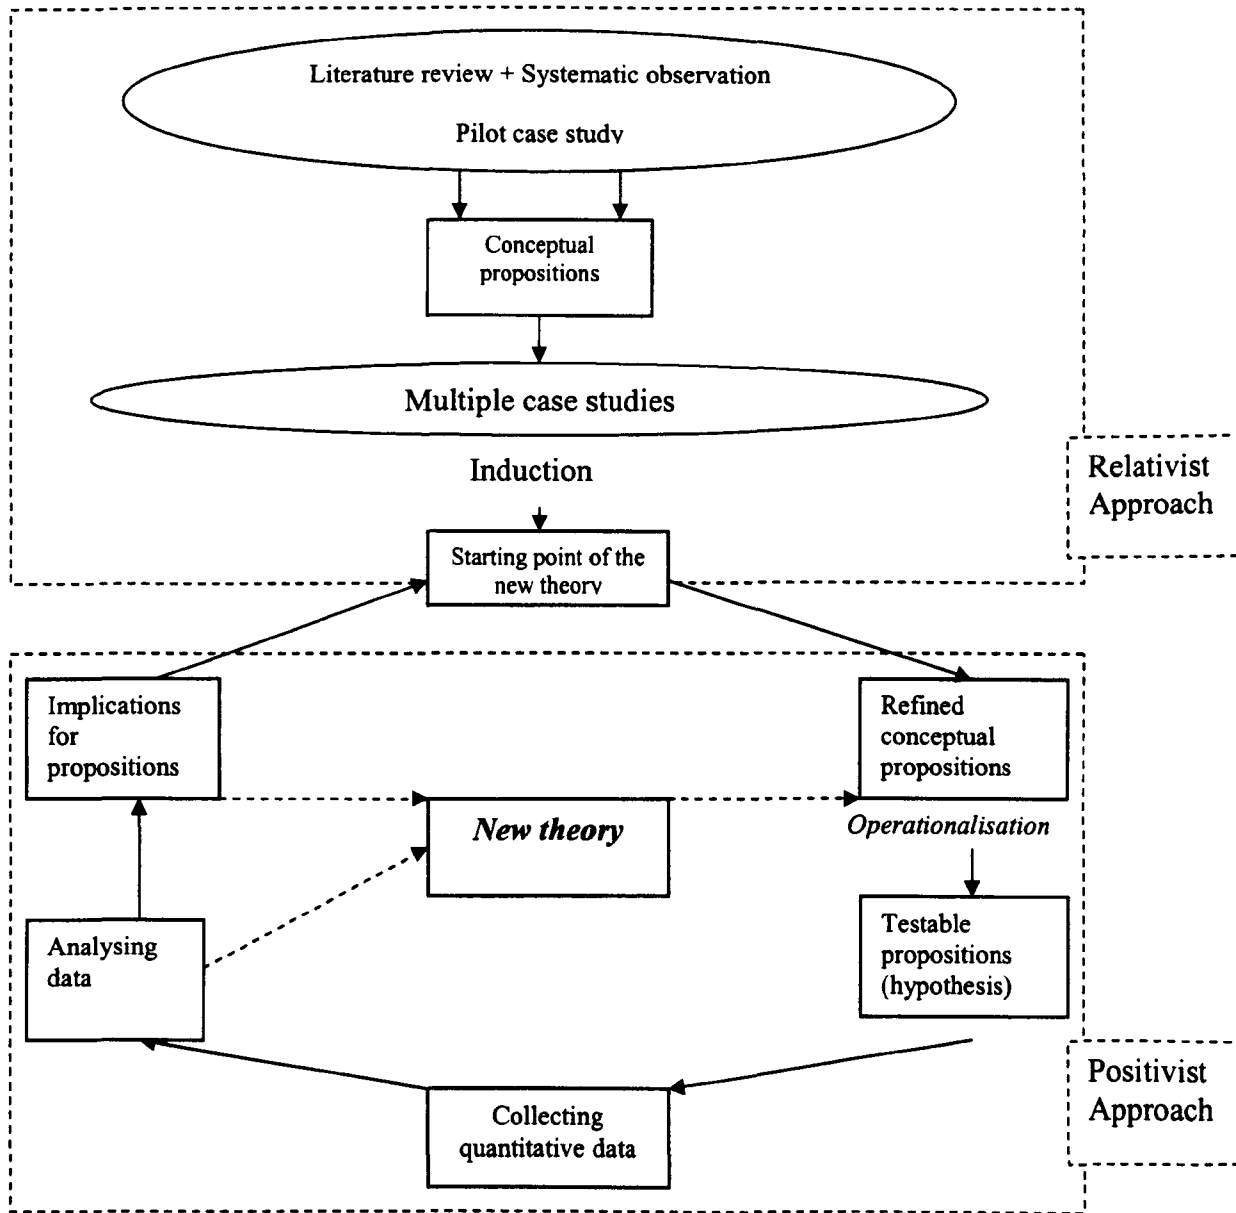 Literature review + Systematic observation
Pilot case study
Conceptual
propositions
Multiple case studies
Induction
Relativist
Approach
Starting point of the
new theory
Implications
for
propositions
Refined
conceptual
propositions
New theory
Operationalisation
Analysing
data
Testable
propositions
(hypothesis)
Collecting
quantitative data
Positivist
Approach